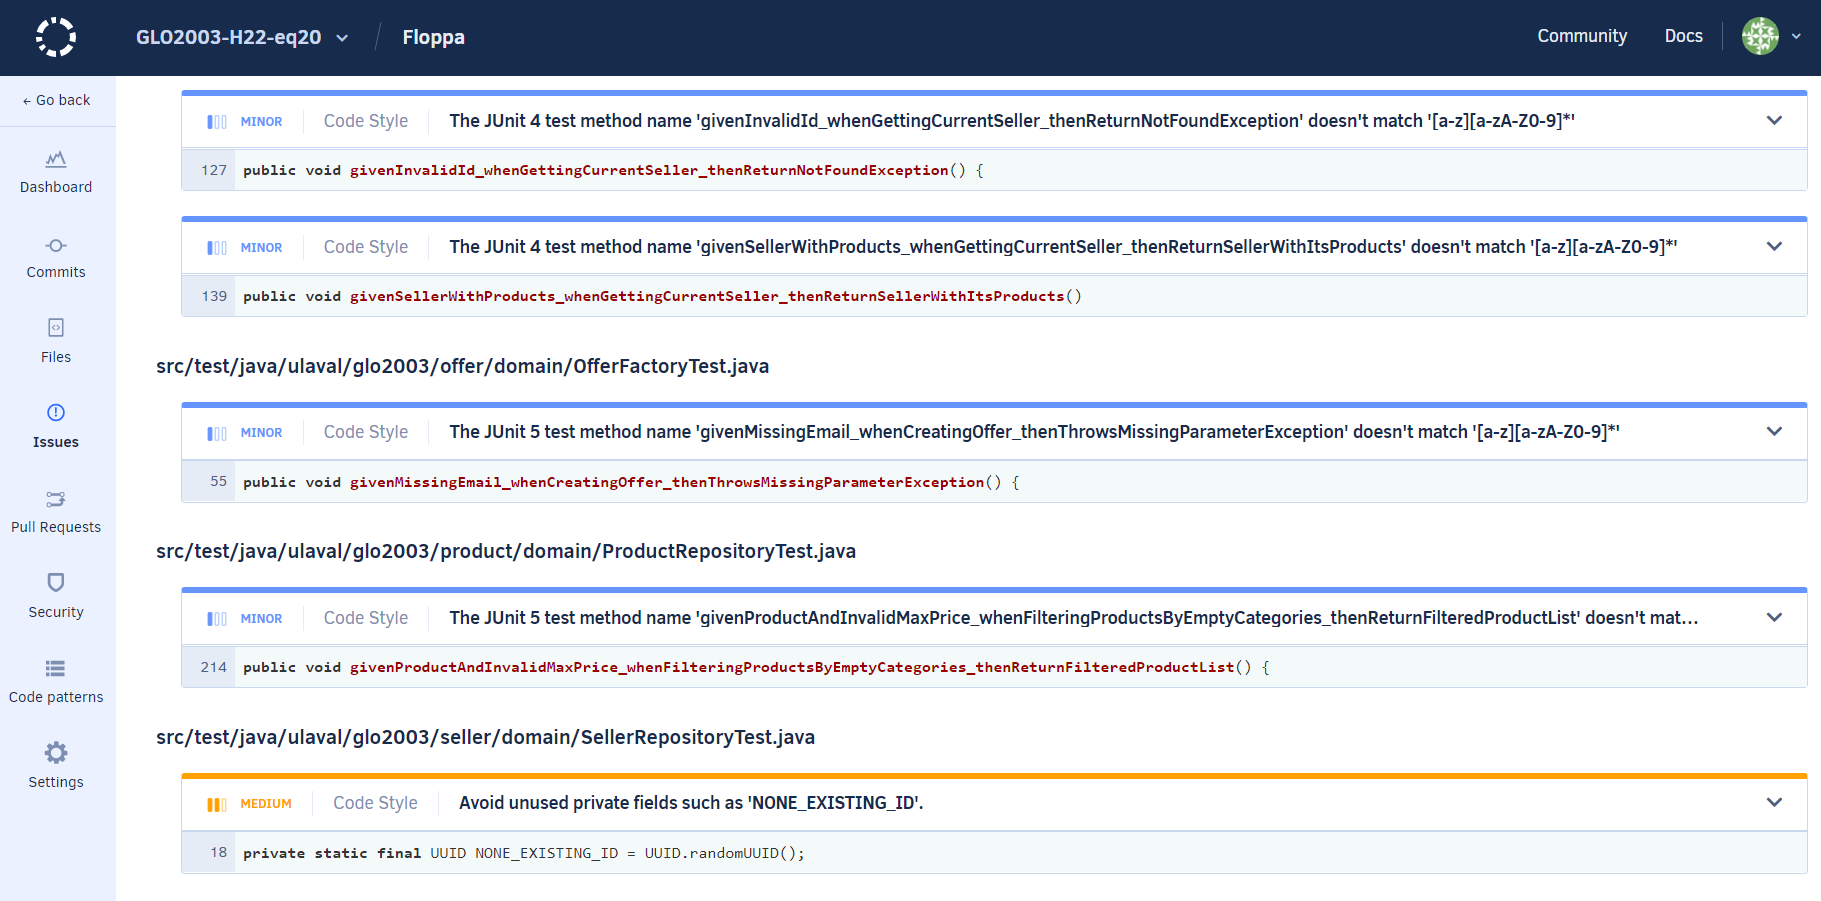 GLO2003-H22-eq20 / Floppa
Community Docs
← Go back
Dashboard
Commits
Files
Issues
Pull Requests
Security
Code patterns
Settings
MINOR Code Style The JUnit 4 test method name 'givenInvalidId_whenGettingCurrentSeller_thenReturnNotFoundException' doesn't match '[a-z][a-zA-Z0-9]*'
127 public void givenInvalidId_whenGettingCurrentSeller_thenReturnNotFoundException() {
MINOR Code Style The JUnit 4 test method name 'givenSellerWithProducts_whenGettingCurrentSeller_thenReturnSellerWithItsProducts' doesn't match '[a-z][a-zA-Z0-9]*'
139 public void givenSellerWithProducts_whenGettingCurrentSeller_thenReturnSellerWithItsProducts()
src/test/java/ulaval/glo2003/offer/domain/OfferFactoryTest.java
MINOR Code Style The JUnit 5 test method name 'givenMissingEmail_whenCreatingOffer_thenThrowsMissingParameterException' doesn't match '[a-z][a-zA-Z0-9]*'
55 public void givenMissingEmail_whenCreatingOffer_thenThrowsMissingParameterException() {
src/test/java/ulaval/glo2003/product/domain/ProductRepositoryTest.java
MINOR Code Style The JUnit 5 test method name 'givenProductAndInvalidMaxPrice_whenFilteringProductsByEmptyCategories_thenReturnFilteredProductList' doesn't mat...
214 public void givenProductAndInvalidMaxPrice_whenFilteringProductsByEmptyCategories_thenReturnFilteredProductList() {
src/test/java/ulaval/glo2003/seller/domain/SellerRepositoryTest.java
MEDIUM Code Style Avoid unused private fields such as 'NONE_EXISTING_ID'.
18 private static final UUID NONE_EXISTING_ID = UUID.randomUUID();